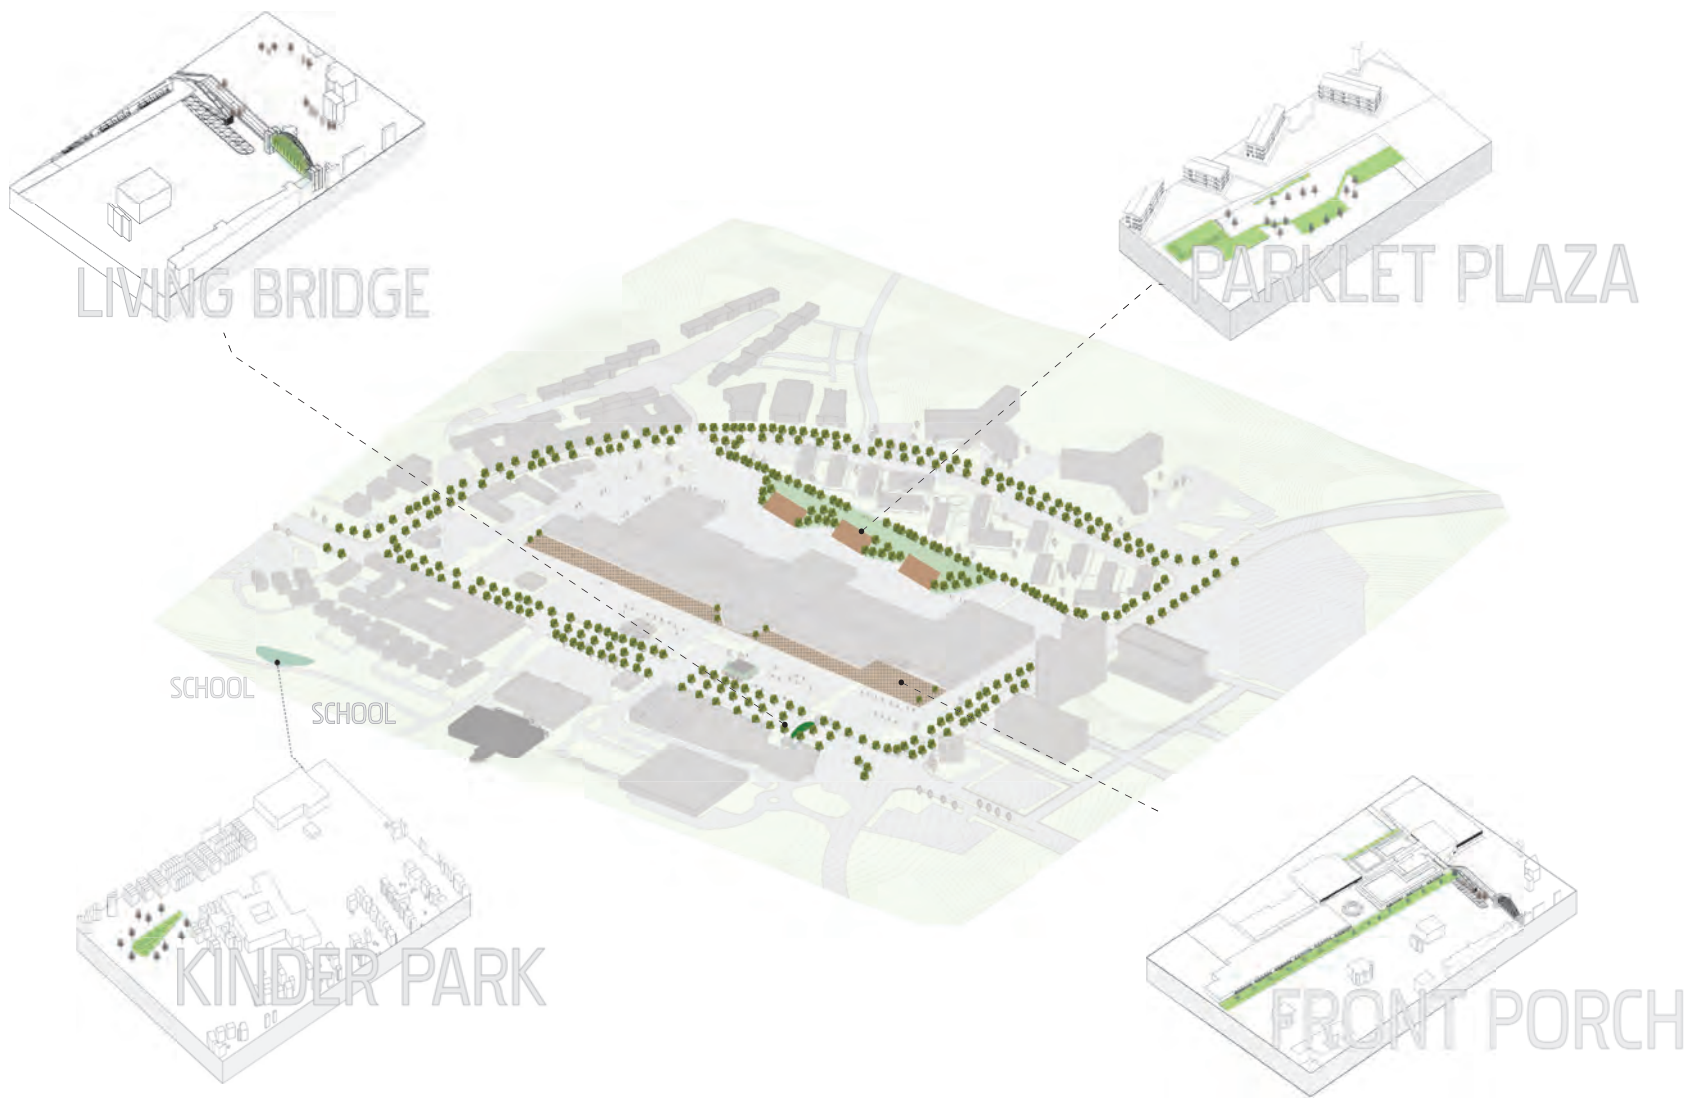 LIVING BRIDGE
PARKLET PLAZA
SCHOOL
SCHOOL
KINDER PARK
FRONT PORCH